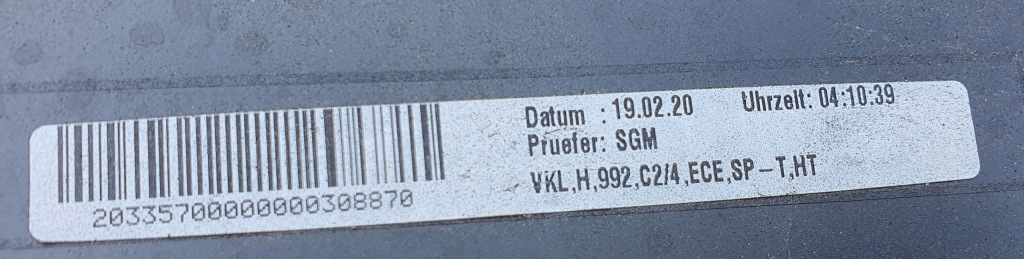 Datum : 19.02.20 Uhrzeit: 04:10:39
Pruefer: SGM
VKL,H,992,C2/4,ECE,SP-T,HT
20335700000000308870